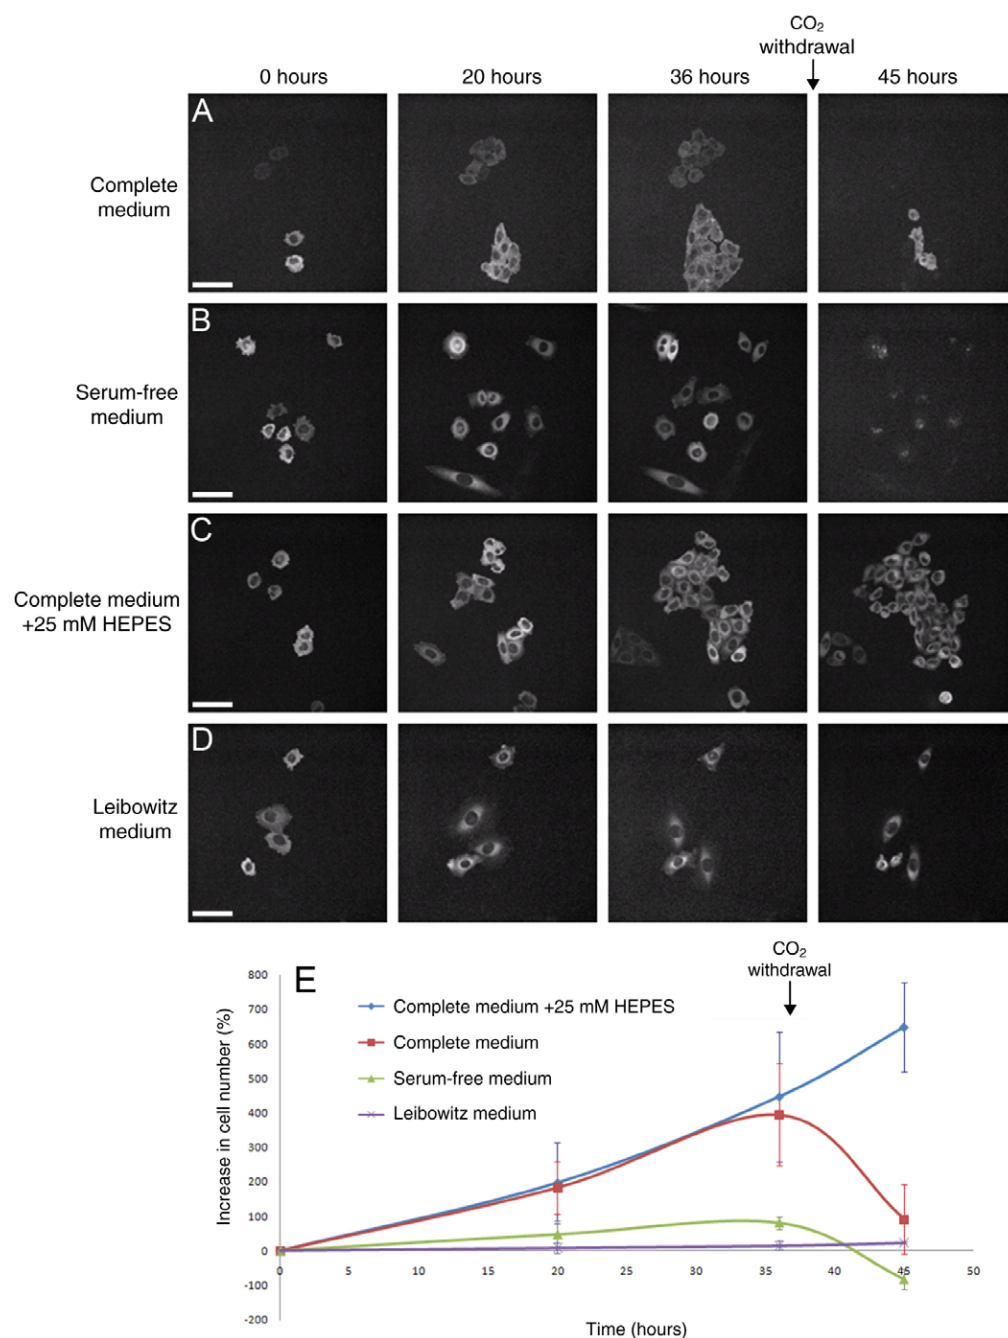 CO2
withdrawal
0 hours
20 hours
36 hours
45 hours
A
Complete
medium
B
Serum-free
medium
C
Complete medium
+25 mM HEPES
D
Leibowitz
medium
CO2
withdrawal
E
Complete medium +25 mM HEPES
Complete medium
Serum-free medium
Leibowitz medium
Increase in cell number (%)
800
700
600
500
400
300
200
100
0
-100
-200
0 5 10 15 20 25 30 35 40 45 50
Time (hours)